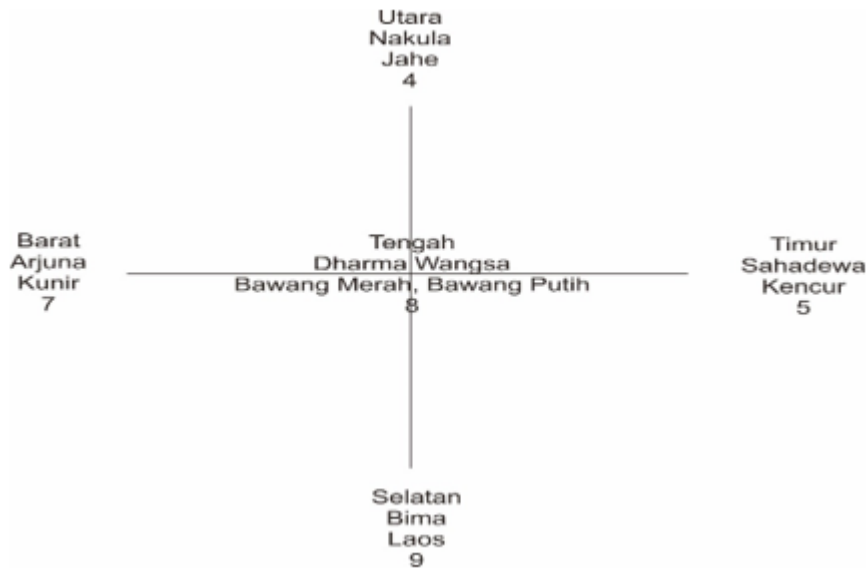 Utara
Nakula
Jahe
4
Barat
Arjuna
Kunir
7
Tengah
Dharma Wangsa
Bawang Merah, Bawang Putih
8
Timur
Sahadewa
Kencur
5
Selatan
Bima
Laos
9